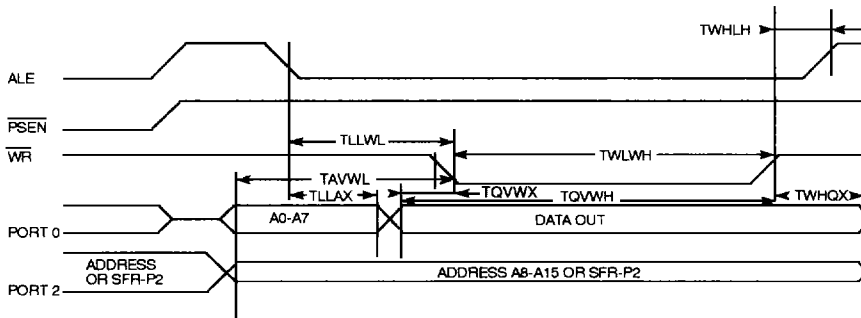 TWHLH
ALE
PSEN
TLLWL
WR
TWLWH
TAVWL
TLLAX
TQVWX
TQVWH
TWHQX
PORT 0
A0-A7
DATA OUT
ADDRESS
OR SFR-P2
PORT 2
ADDRESS A8-A15 OR SFR-P2